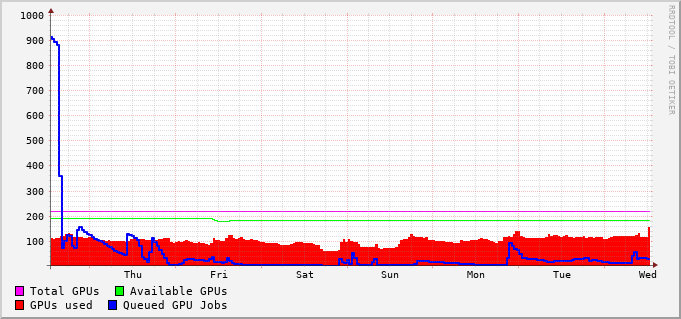 1000
900
800
700
600
500
400
300
200
100
Thu Fri Sat Sun Mon Tue Wed
Total GPUs Available GPUs
GPUs used Queued GPU Jobs
RRDTOOL / TOBI OETIKER